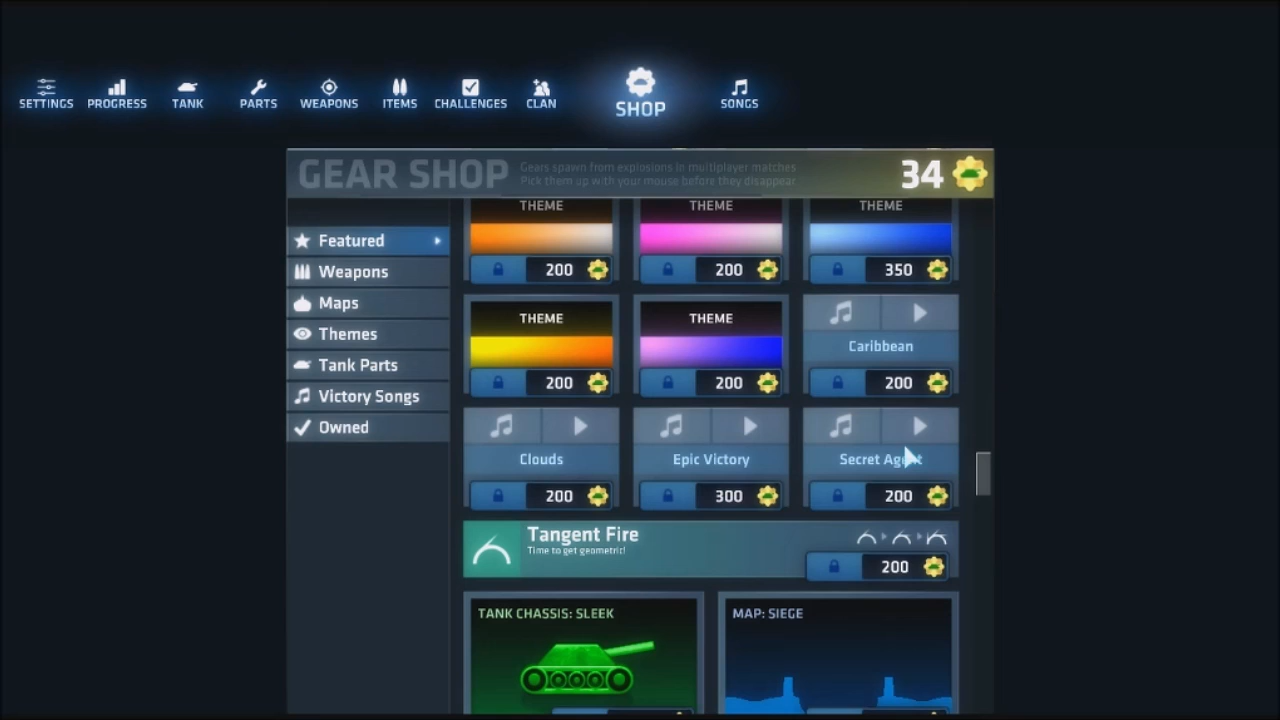 SETTINGS PROGRESS TANK PARTS WEAPONS ITEMS CHALLENGES CLAN SHOP SONGS
GEAR SHOP
Gears spawn from explosions in multiplayer matches
Pick them up with your mouse before they disappear
34
Featured
Weapons
Maps
Themes
Tank Parts
Victory Songs
Owned
THEME THEME THEME
200 200 350
THEME THEME Caribbean
200 200 200
Clouds Epic Victory Secret Agent
200 300 200
Tangent Fire
Time to get geometric!
200
TANK CHASSIS: SLEEK MAP: SIEGE